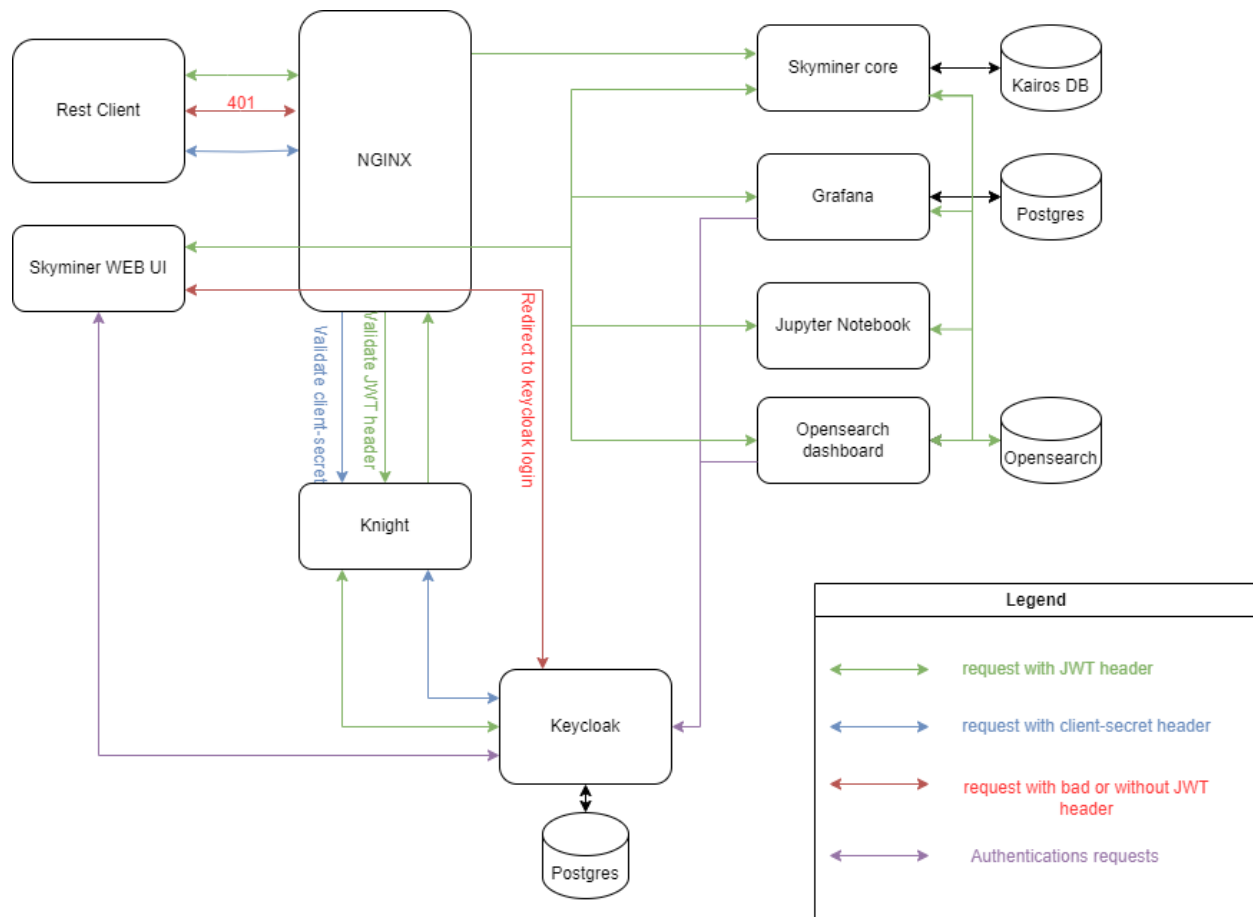 Rest Client
401
NGINX
Skyminer core
Kairos DB
Grafana
Postgres
Skyminer WEB UI
Jupyter Notebook
Validate client-secret
Validate JWT header
Redirect to keycloak login
Opensearch
dashboard
Opensearch
Knight
Keycloak
Postgres
Legend
request with JWT header
request with client-secret header
request with bad or without JWT
header
Authentications requests